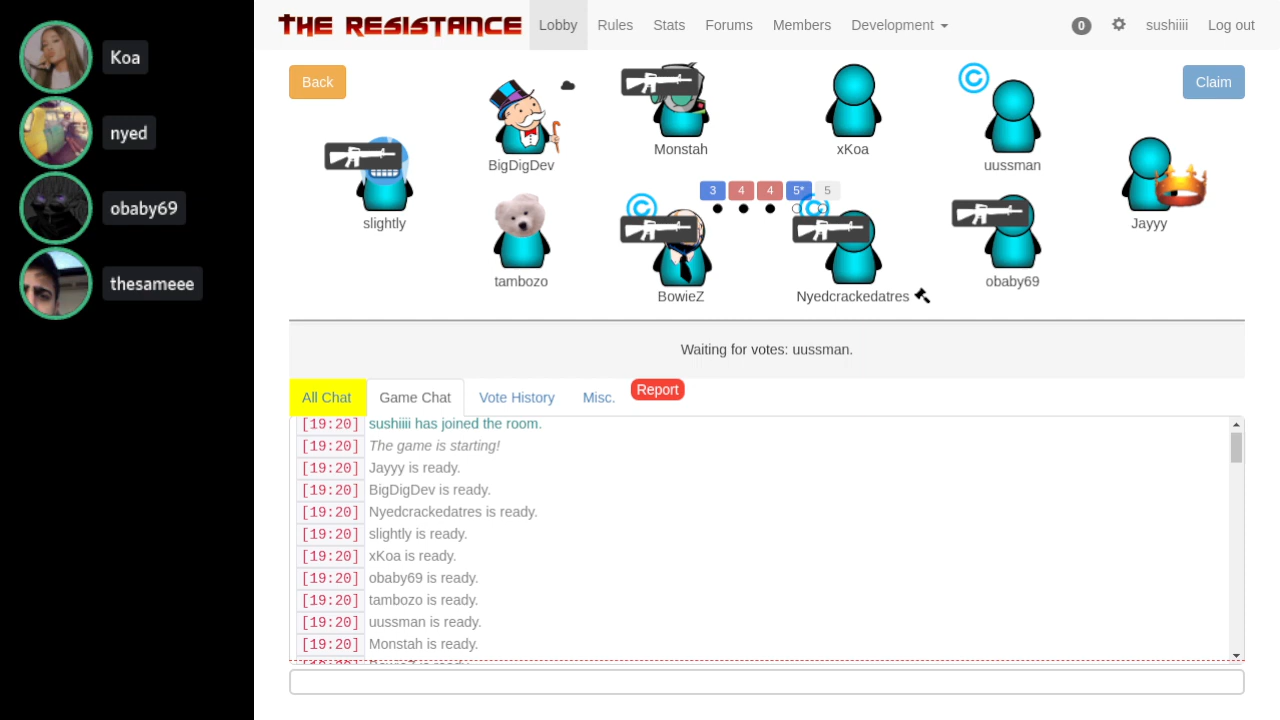 Koa
nyed
obaby69
thesameee
THE RESISTANCE
Lobby
Rules
Stats
Forums
Members
Development
0
sushiiii
Log out
Back
Claim
©
slightly
BigDigDev
Monstah
xKoa
uussman
Jayyy
3
4
4
5*
5
©
©
tambozo
BowieZ
Nyedcrackedatres
obaby69
Waiting for votes: uussman.
All Chat
Game Chat
Vote History
Misc.
Report
[19:20] sushiiii has joined the room.
[19:20] The game is starting!
[19:20] Jayyy is ready.
[19:20] BigDigDev is ready.
[19:20] Nyedcrackedatres is ready.
[19:20] slightly is ready.
[19:20] xKoa is ready.
[19:20] obaby69 is ready.
[19:20] tambozo is ready.
[19:20] uussman is ready.
[19:20] Monstah is ready.
[19:20] BowieZ is ready.